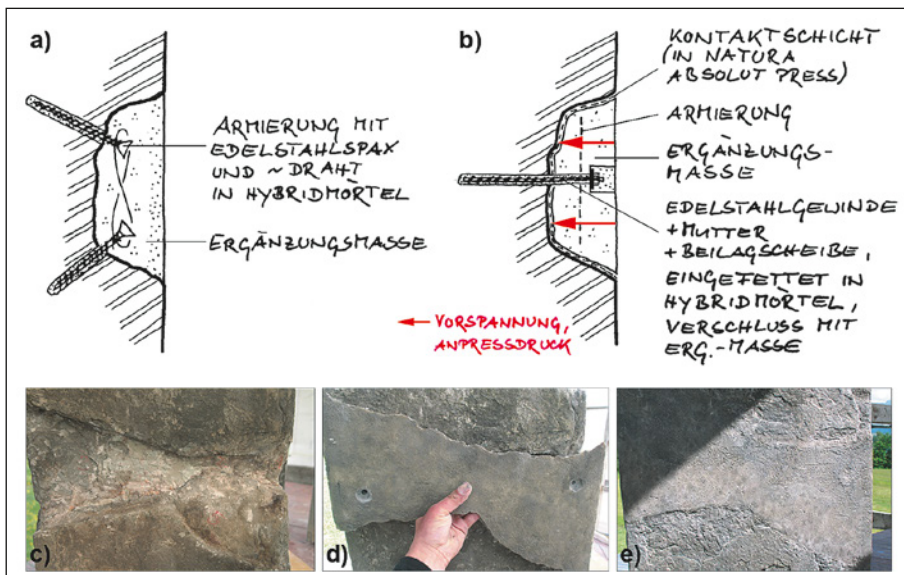 a)
ARMIERUNG MIT
EDELSTAHLSPAX
UND ~ DRAHT
IN HYBRIDMÖRTEL
ERGÄNZUNGSMASSE
VORSPANNUNG,
ANPRESSDRUCK
b)
KONTAKTSCHICHT
(IN NATURA
ABSOLUT PRESS)
ARMIERUNG
ERGÄNZUNGS-
MASSE
EDELSTAHLGEWINDE
+MUTTER
+BEILAGSCHEIBE,
EINGEFETTET IN
HYBRIDMÖRTEL,
VERSCHLUSS MIT
ERG.-MASSE
c)
d)
e)